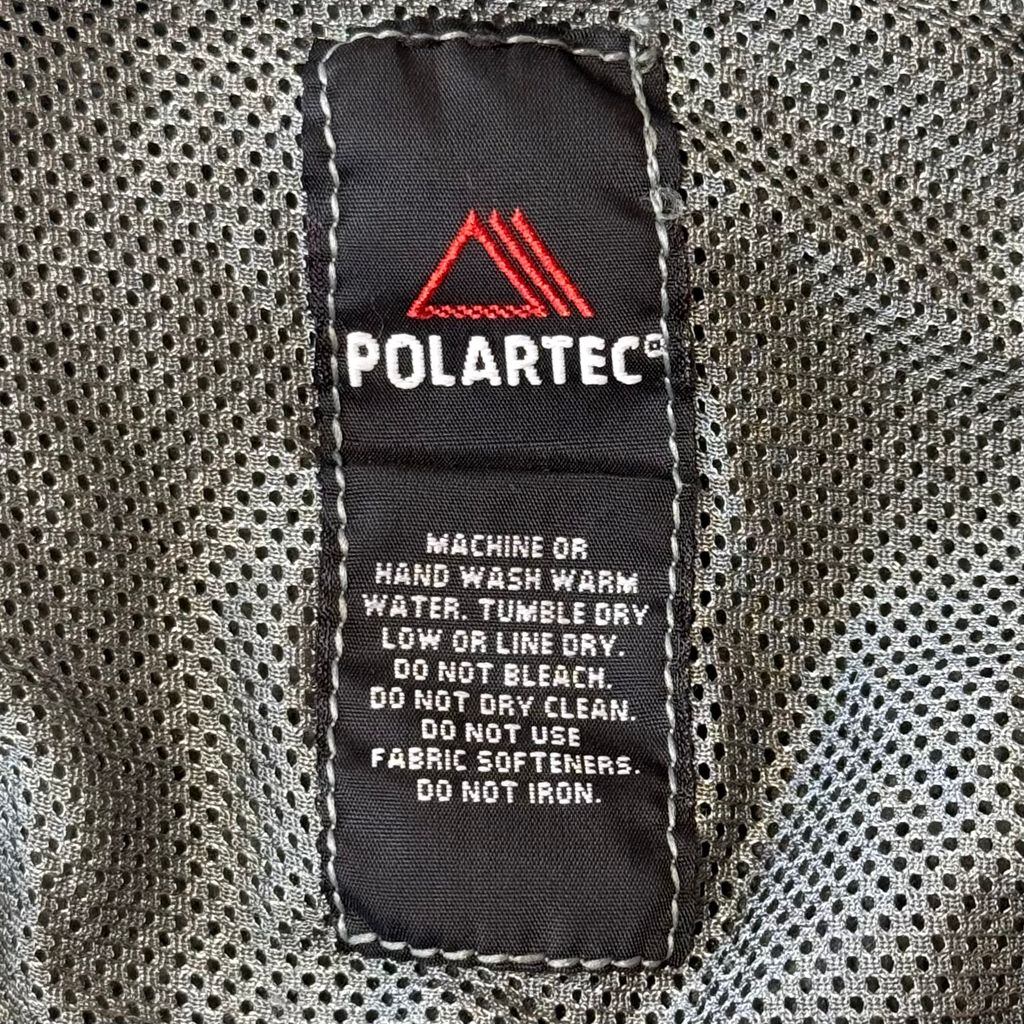 POLARTEC®
MACHINE OR
HAND WASH WARM
WATER. TUMBLE DRY
LOW OR LINE DRY.
DO NOT BLEACH.
DO NOT DRY CLEAN.
DO NOT USE
FABRIC SOFTENERS.
DO NOT IRON.